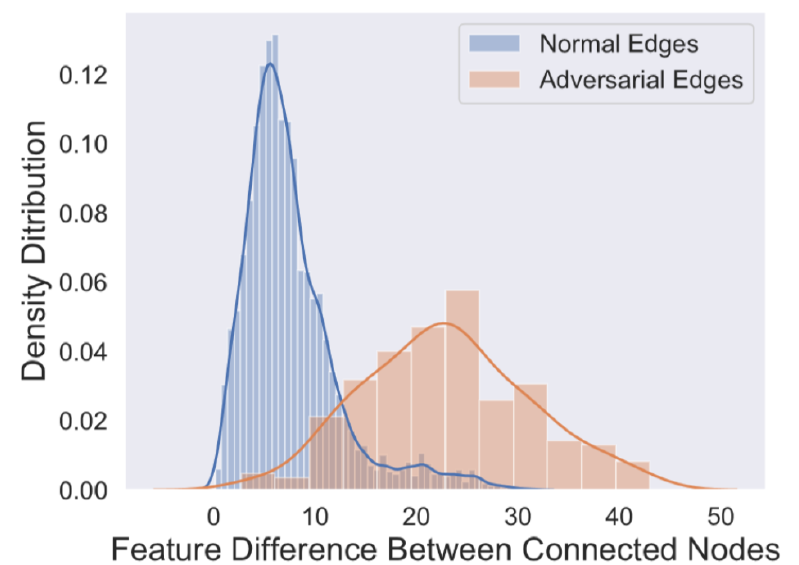 Normal Edges
Adversarial Edges
Density Ditribution
0.12
0.10
0.08
0.06
0.04
0.02
0.00
0 10 20 30 40 50
Feature Difference Between Connected Nodes